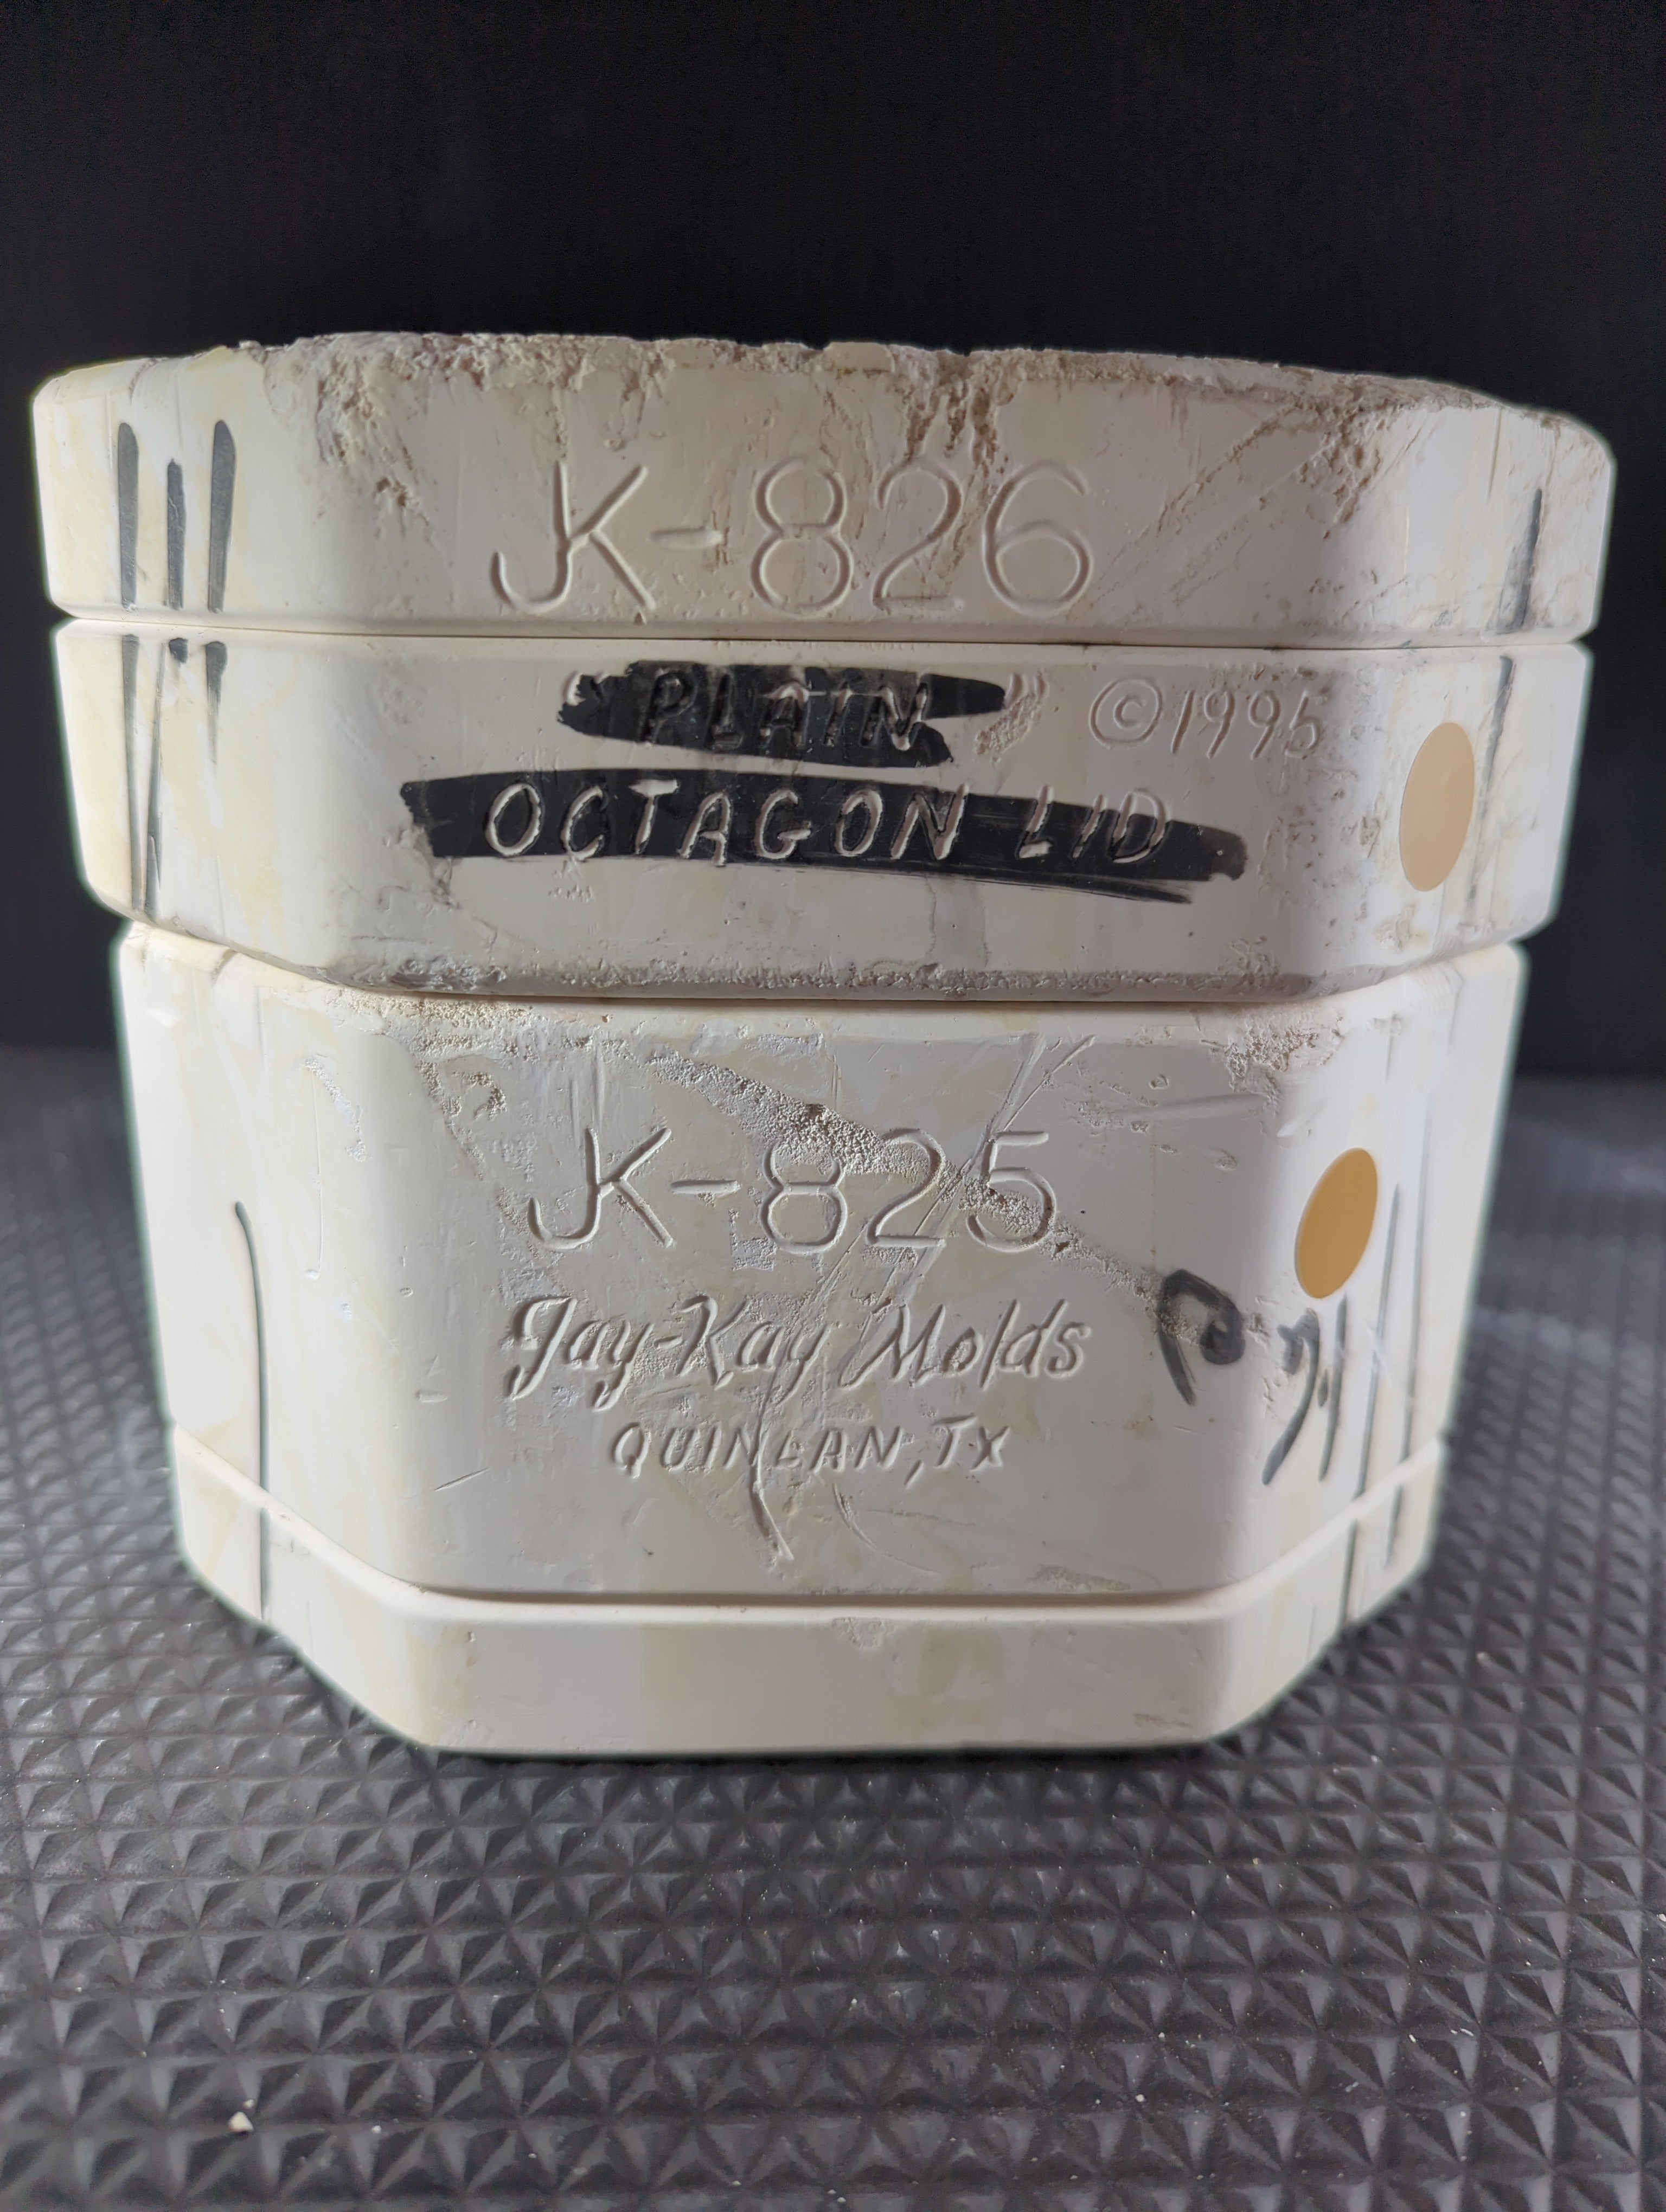 JK-826
"PLAIN" ©1995
OCTAGON LID
JK-825
Jay-Kay Molds
QUINLAN, TX